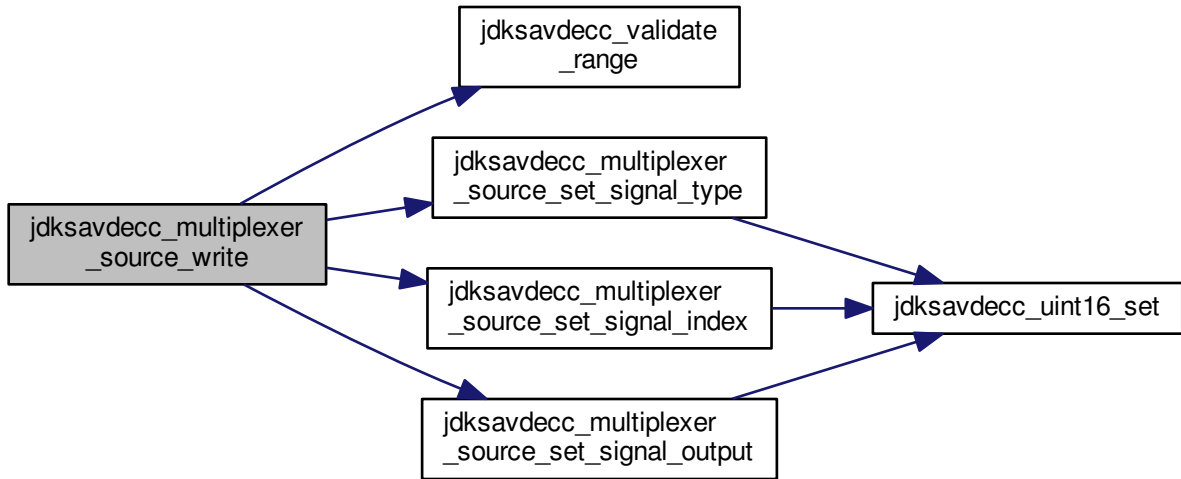 jdksavdecc_validate
_range
jdksavdecc_multiplexer
_source_set_signal_type
jdksavdecc_multiplexer
_source_write
jdksavdecc_multiplexer
_source_set_signal_index
jdksavdecc_uint16_set
jdksavdecc_multiplexer
_source_set_signal_output